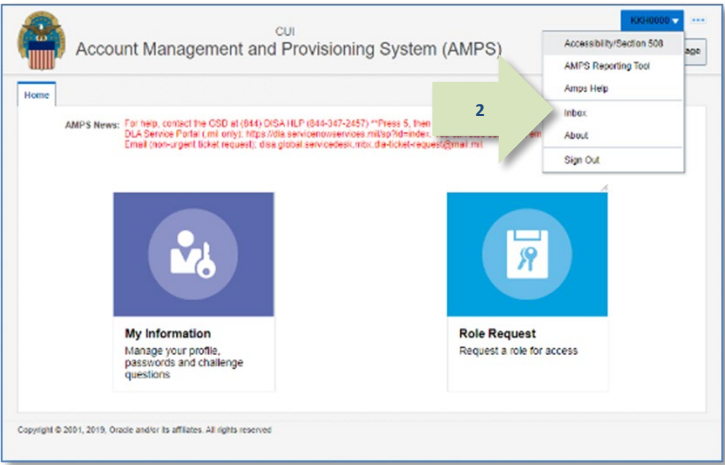 CUI
Account Management and Provisioning System (AMPS)
KKH0000
age
Accessibility/Section 508
AMPS Reporting Tool
Amps Help
Inbox
About
Sign Out
2
Home
AMPS News: For help, contact the GSD at (844) DISA HLP (844-347-2457) **Press 5, then
DLA Service Portal (.mil only): https://dla.servicenowservices.mil/sp?id=index.
Email (non-urgent ticket request): disa.global.servicedesk.mbx.dla-ticket-request@mail.mil
My Information
Manage your profile,
passwords and challenge
questions
Role Request
Request a role for access
Copyright © 2001, 2019, Oracle and/or its affiliates. All rights reserved